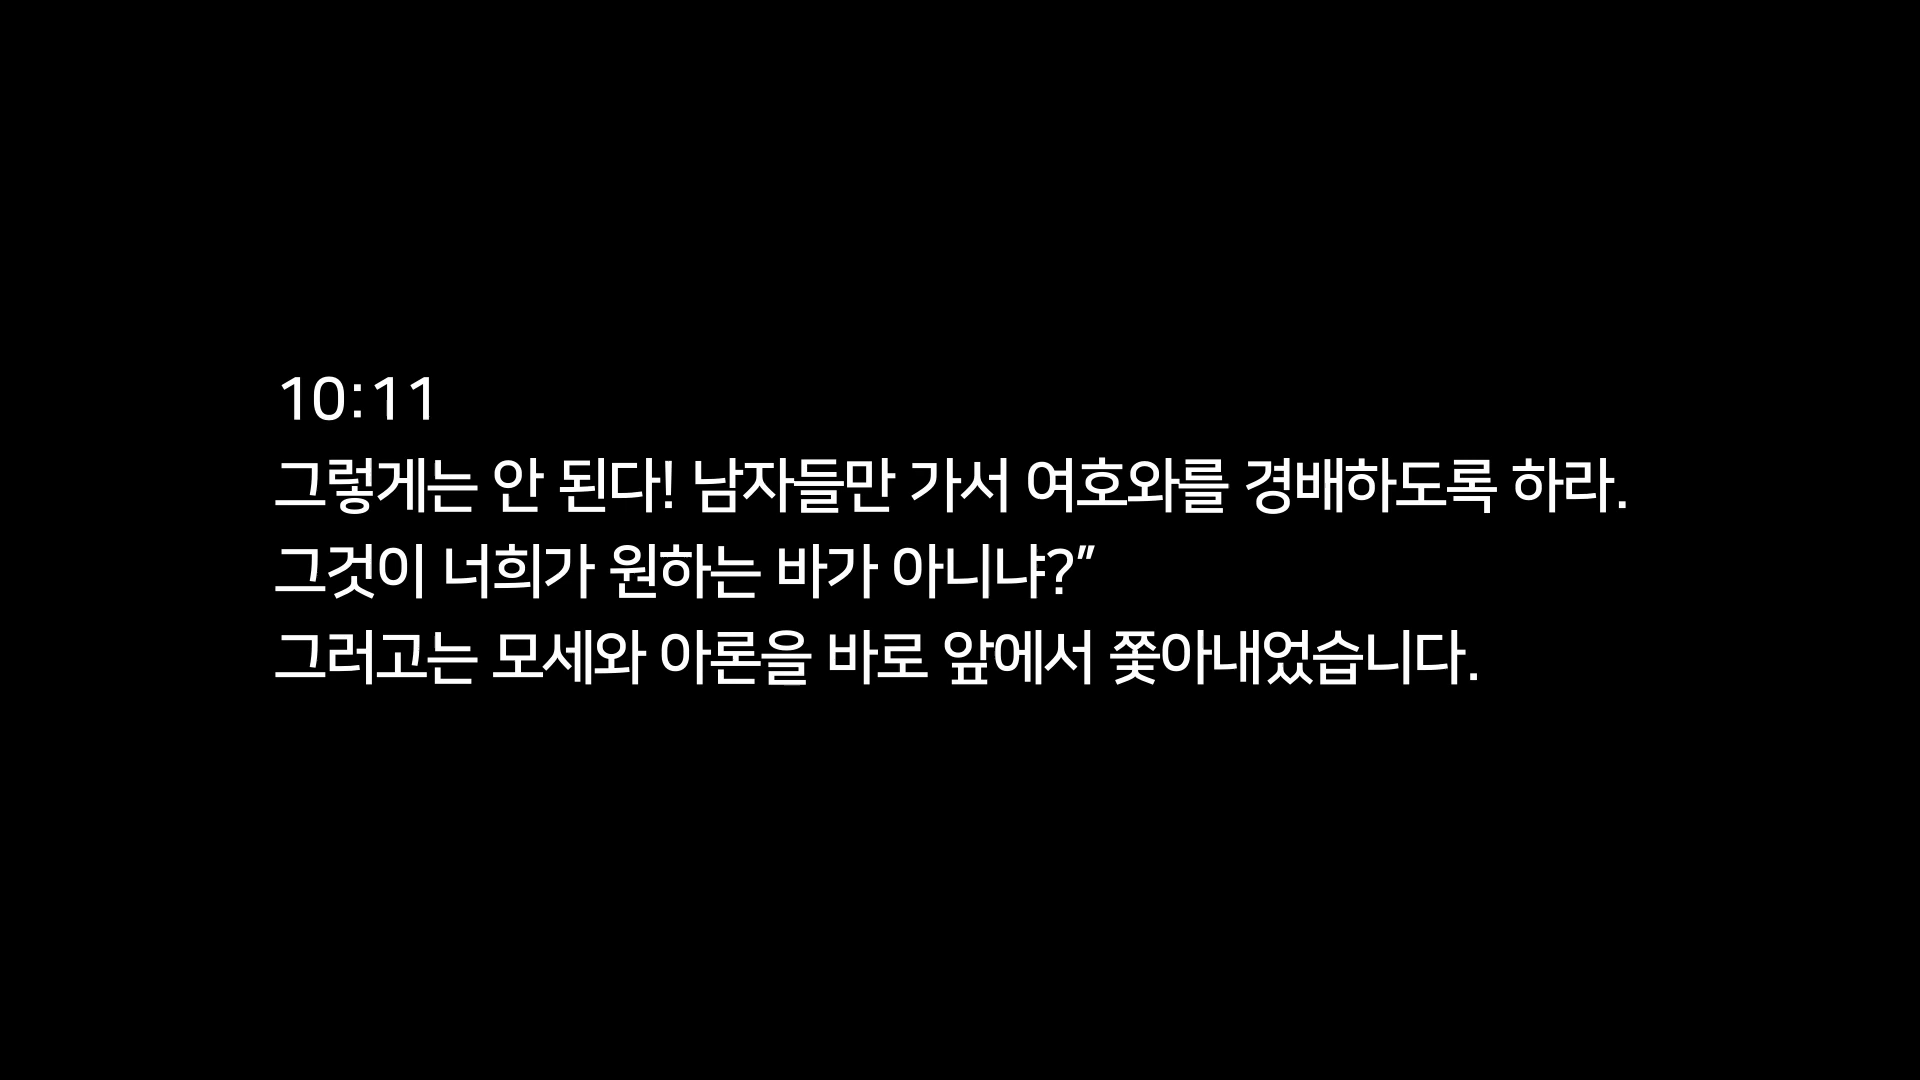 10:11
그렇게는 안 된다! 남자들만 가서 여호와를 경배하도록 하라.
그것이 너희가 원하는 바가 아니냐?”
그러고는 모세와 아론을 바로 앞에서 쫓아내었습니다.